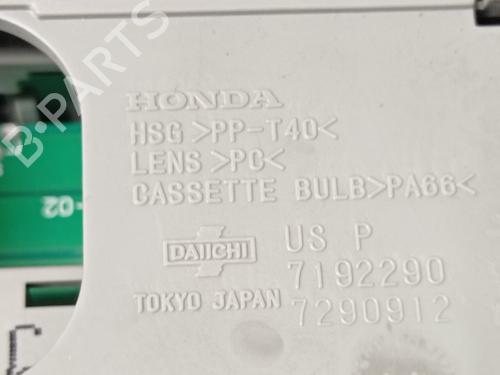 HONDA
HSG >PP-T40<
LENS >PC<
CASSETTE BULB>PA66<
DAIICHI
US P
7192290
TOKYO JAPAN
7290912
-02
B-PARTS